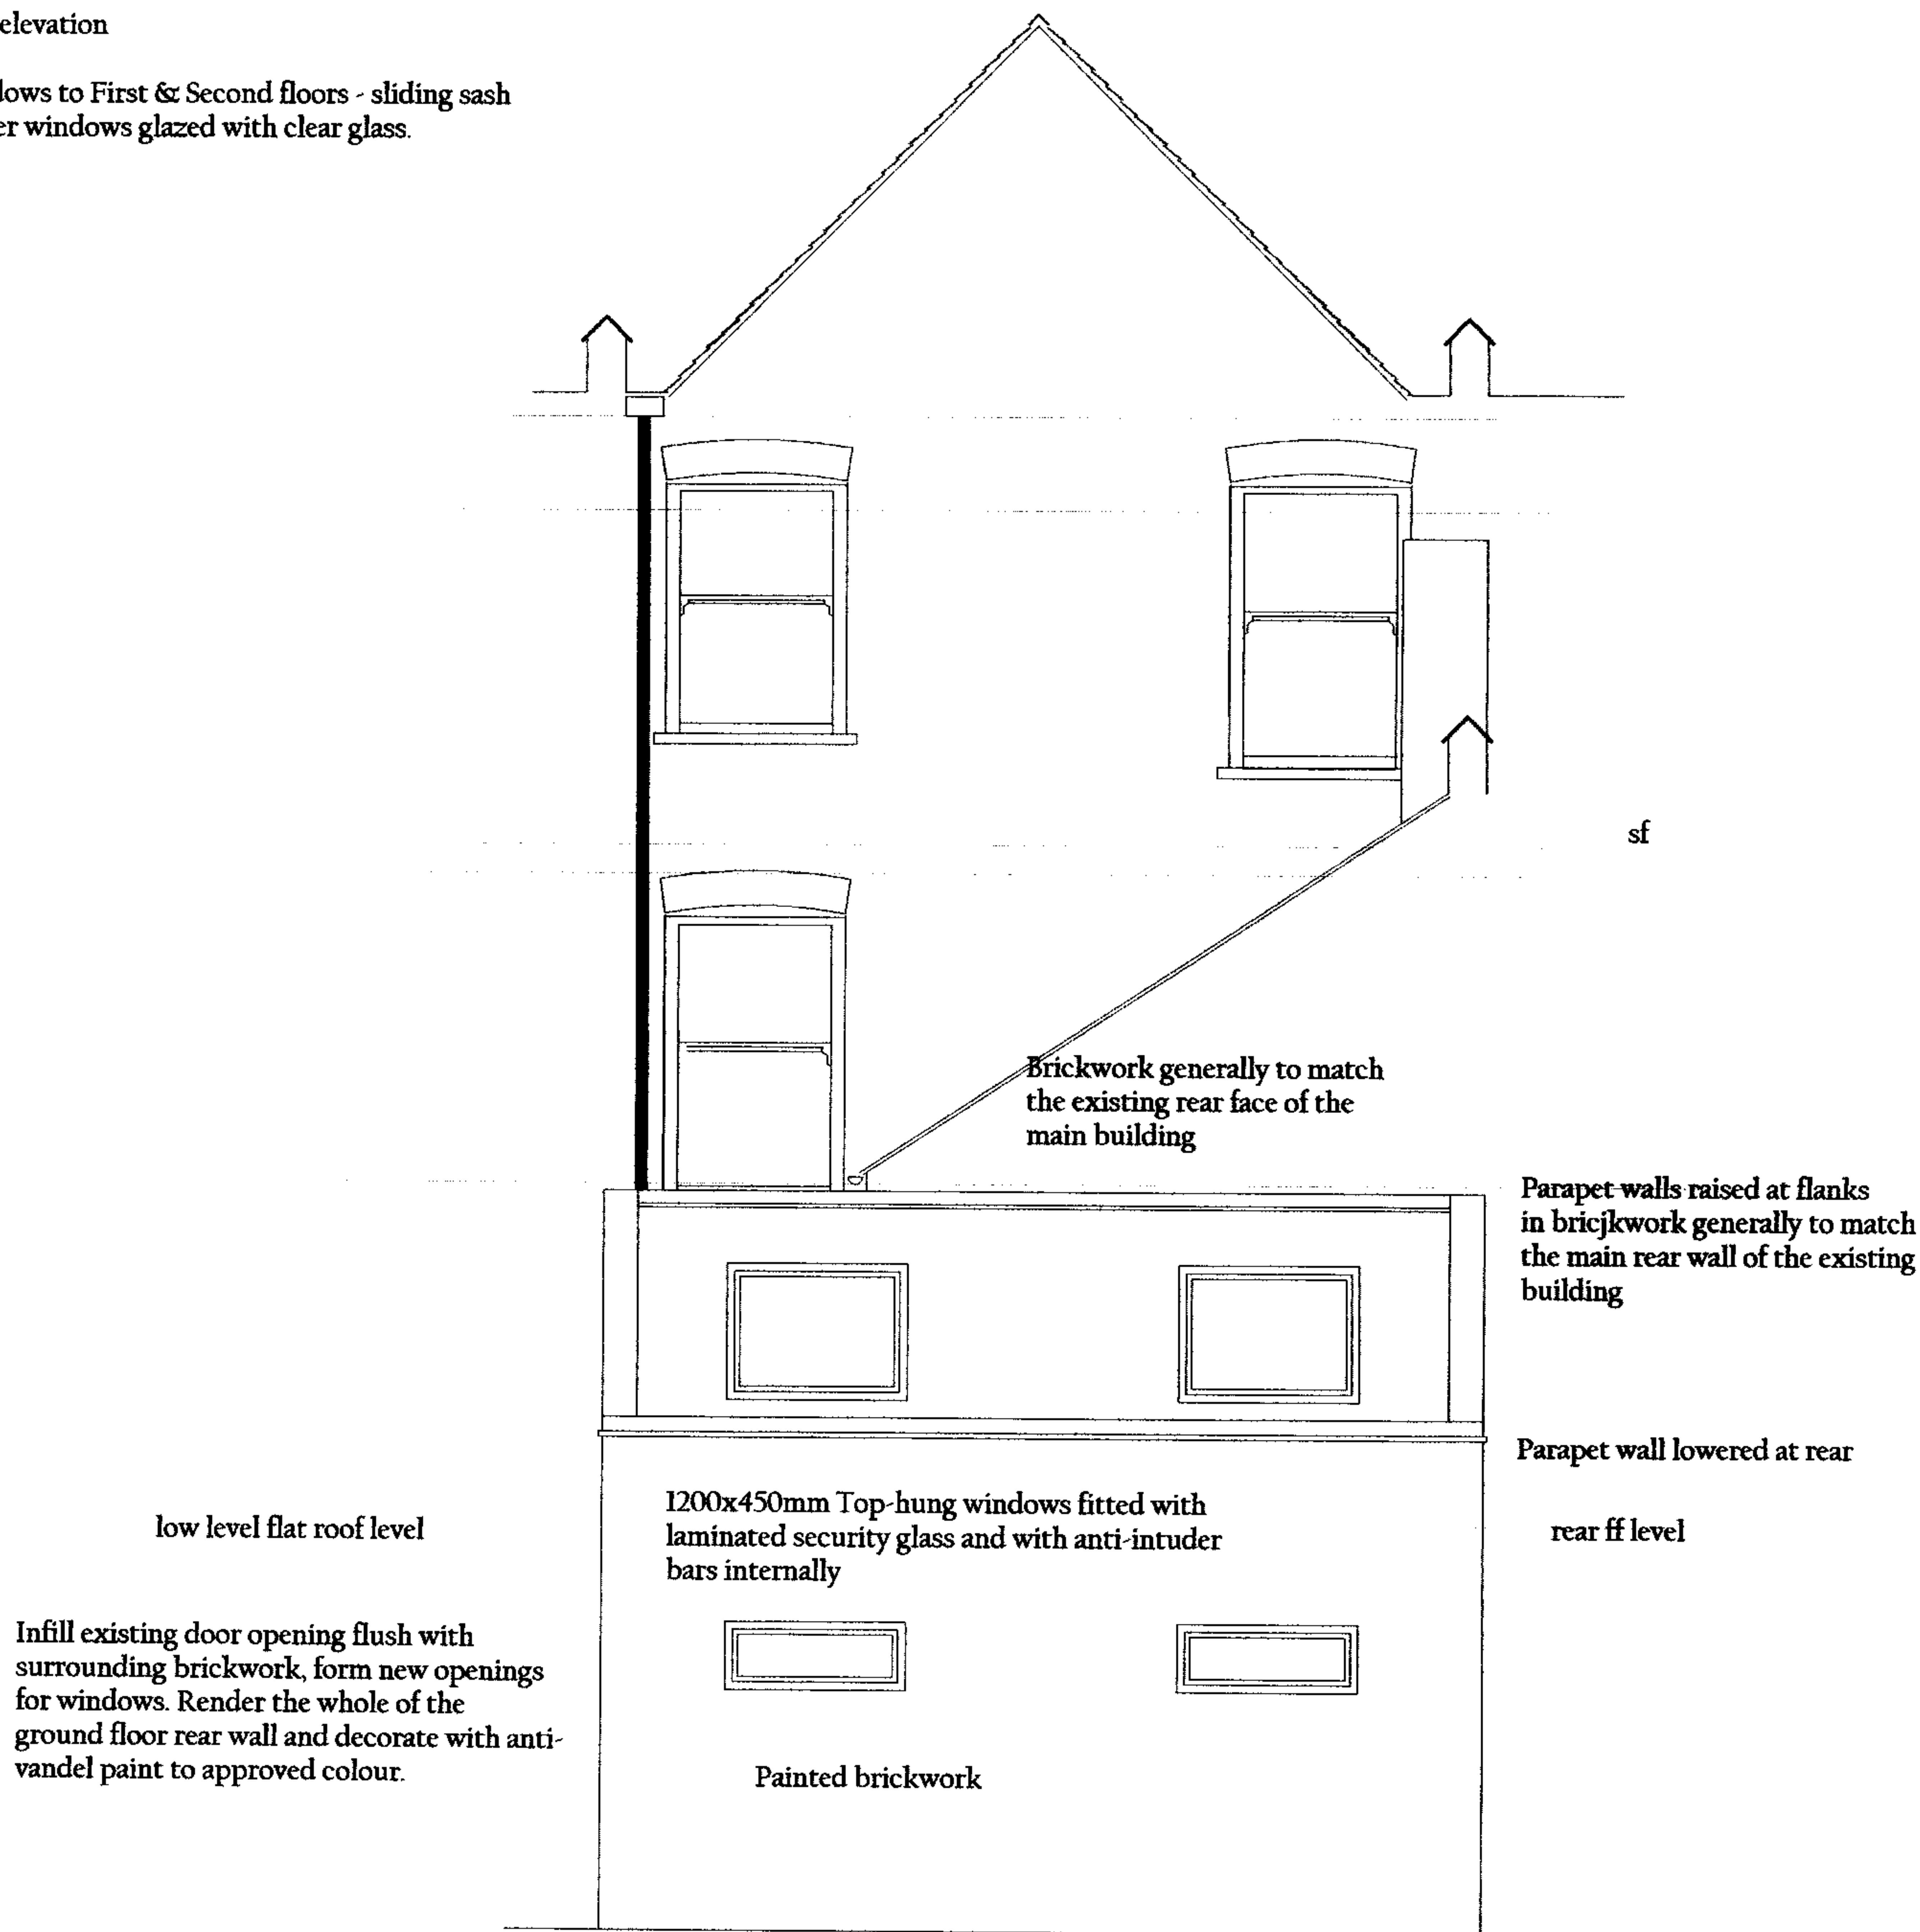 elevation
lows to First & Second floors - sliding sash
er windows glazed with clear glass.
sf
Brickwork generally to match
the existing rear face of the
main building
Parapet walls raised at flanks
in bricjkwork generally to match
the main rear wall of the existing
building
Parapet wall lowered at rear
1200x450mm Top-hung windows fitted with
laminated security glass and with anti-intuder
bars internally
low level flat roof level
rear ff level
Infill existing door opening flush with
surrounding brickwork, form new openings
for windows. Render the whole of the
ground floor rear wall and decorate with anti-
vandel paint to approved colour.
Painted brickwork